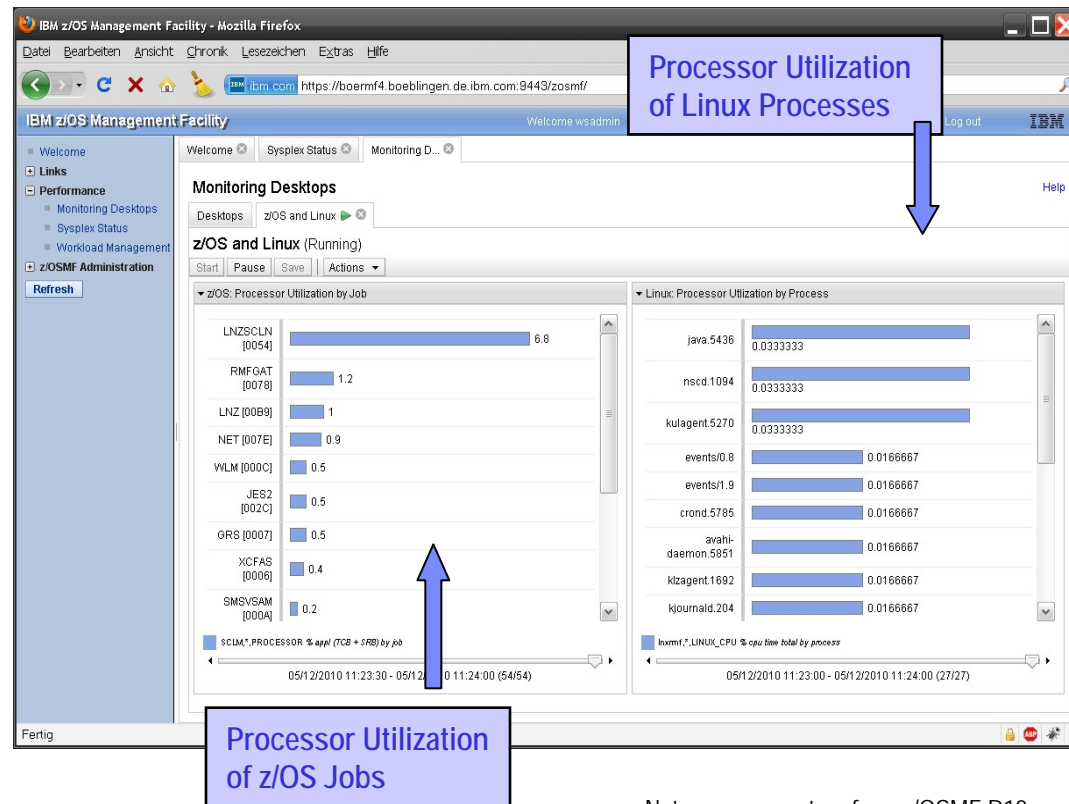 IBM z/OS Management Facility - Mozilla Firefox
Datei Bearbeiten Ansicht Chronik Lesezeichen Extras Hilfe
ibm.com https://boermf4.boeblingen.de.ibm.com:9443/zosmf/
Processor Utilization
of Linux Processes
IBM z/OS Management Facility
Welcome wsadmin
Log out
IBM
Welcome
Links
Performance
Monitoring Desktops
Sysplex Status
Workload Management
z/OSMF Administration
Refresh
Welcome Sysplex Status Monitoring D...
Monitoring Desktops
Help
Desktops z/OS and Linux
z/OS and Linux (Running)
Start Pause Save Actions
z/OS: Processor Utilization by Job
LNZSCLN
[0054]
6.8
RMFGAT
[0078]
1.2
LNZ [00B9]
1
NET [007E]
0.9
WLM [000C]
0.5
JES2
[002C]
0.5
GRS [0007]
0.5
XCFAS
[0006]
0.4
SMSVSAM
[000A]
0.2
SCLM,*,PROCESSOR % appl (TCB + SRB) by job
05/12/2010 11:23:30 - 05/12/ 0 11:24:00 (54/54)
Linux: Processor Utlization by Process
java.5436
0.0333333
nscd.1094
0.0333333
kulagent.5270
0.0333333
events/0.8
0.0166667
events/1.9
0.0166667
crond.5785
0.0166667
avahi-
daemon.5851
0.0166667
klzagent.1692
0.0166667
kjournald.204
0.0166667
lnxrmf,*,LINUX_CPU % cpu time total by process
05/12/2010 11:23:00 - 05/12/2010 11:24:00 (27/27)
Fertig
ABP
Processor Utilization
of z/OS Jobs